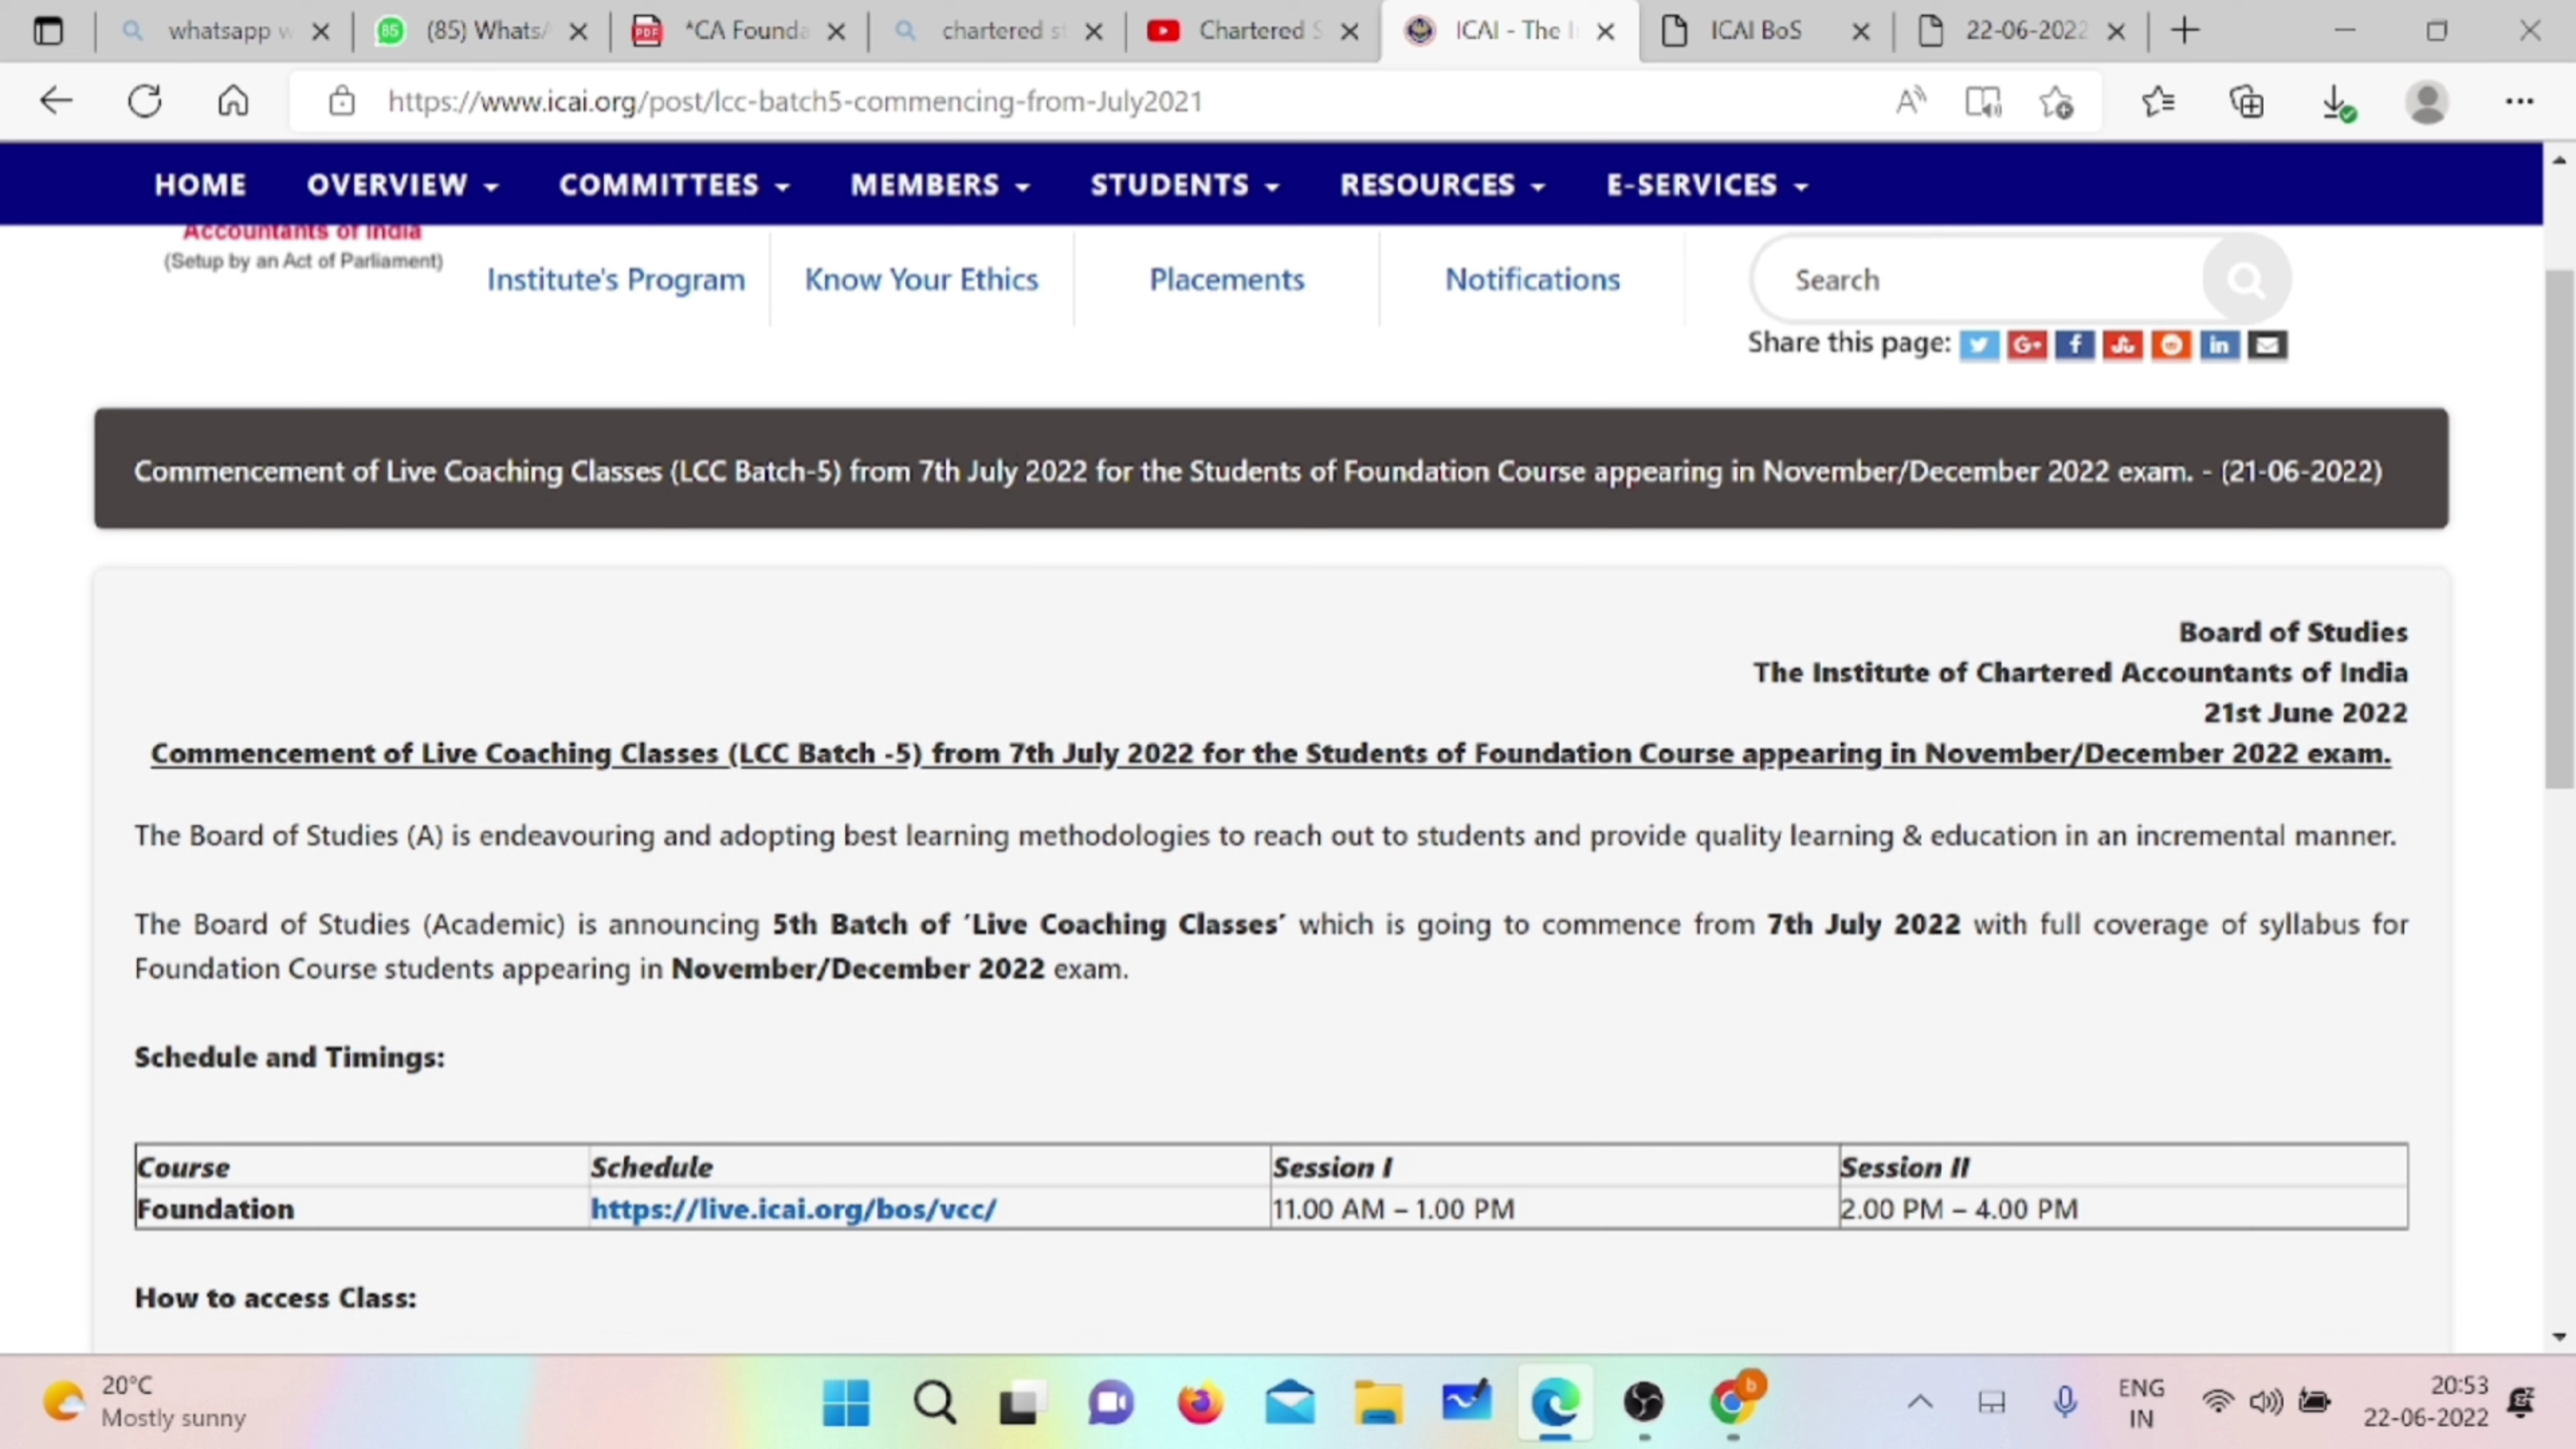 whatsapp w
(85) Whats
*CA Founda
chartered st
Chartered S
ICAI - The I
ICAI BoS
22-06-2022
https://www.icai.org/post/lcc-batch5-commencing-from-July2021
HOME OVERVIEW COMMITTEES MEMBERS STUDENTS RESOURCES E-SERVICES
Accountants of India
(Setup by an Act of Parliament)
Institute's Program Know Your Ethics Placements Notifications Search
Share this page:
Commencement of Live Coaching Classes (LCC Batch-5) from 7th July 2022 for the Students of Foundation Course appearing in November/December 2022 exam. - (21-06-2022)
Board of Studies
The Institute of Chartered Accountants of India
21st June 2022
Commencement of Live Coaching Classes (LCC Batch -5) from 7th July 2022 for the Students of Foundation Course appearing in November/December 2022 exam.
The Board of Studies (A) is endeavouring and adopting best learning methodologies to reach out to students and provide quality learning & education in an incremental manner.
The Board of Studies (Academic) is announcing 5th Batch of ‘Live Coaching Classes’ which is going to commence from 7th July 2022 with full coverage of syllabus for
Foundation Course students appearing in November/December 2022 exam.
Schedule and Timings:
Course Schedule Session I Session II
Foundation https://live.icai.org/bos/vcc/ 11.00 AM – 1.00 PM 2.00 PM – 4.00 PM
How to access Class:
20°C
Mostly sunny
ENG
IN
20:53
22-06-2022